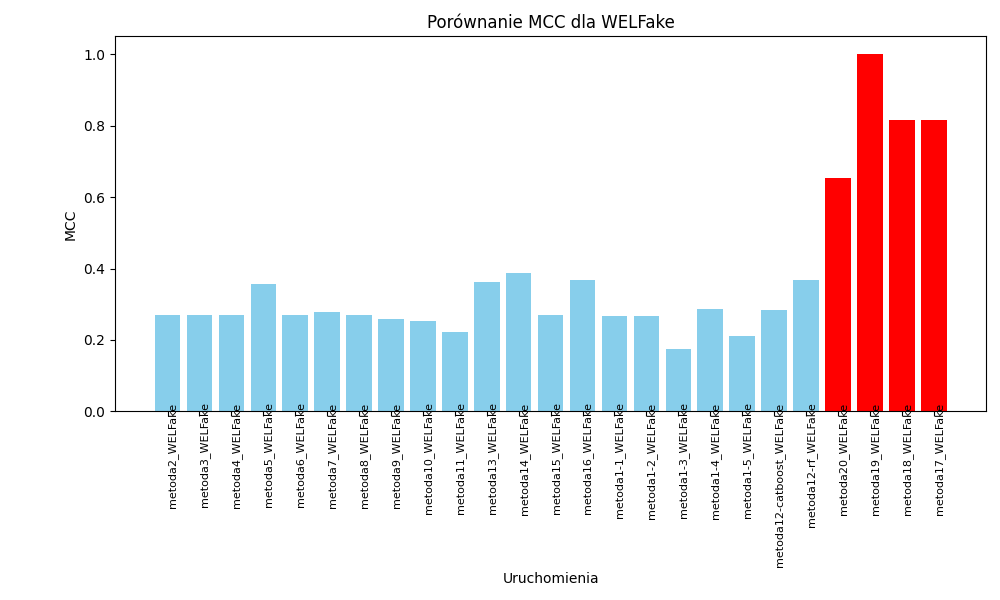 Porównanie MCC dla WELFake
MCC
1.0
0.8
0.6
0.4
0.2
0.0
metoda2_WELFake
metoda3_WELFake
metoda4_WELFake
metoda5_WELFake
metoda6_WELFake
metoda7_WELFake
metoda8_WELFake
metoda9_WELFake
metoda10_WELFake
metoda11_WELFake
metoda13_WELFake
metoda14_WELFake
metoda15_WELFake
metoda16_WELFake
metoda1-1_WELFake
metoda1-2_WELFake
metoda1-3_WELFake
metoda1-4_WELFake
metoda1-5_WELFake
metoda12-catboost_WELFake
metoda12-rf_WELFake
metoda20_WELFake
metoda19_WELFake
metoda18_WELFake
metoda17_WELFake
Uruchomienia